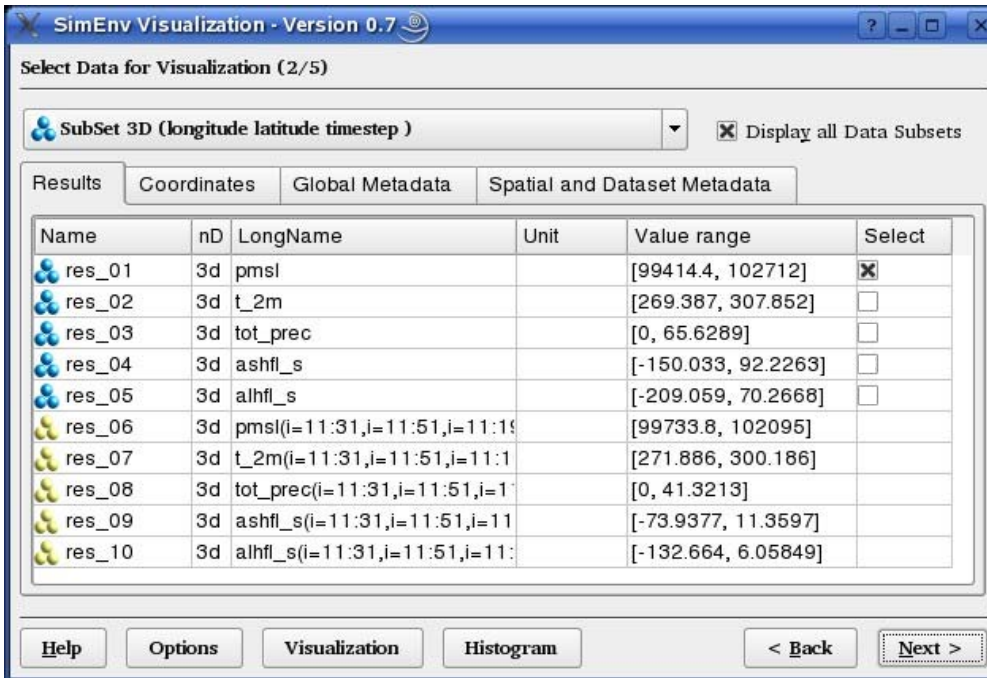 SimEnv Visualization - Version 0.7
Select Data for Visualization (2/5)
SubSet 3D (longitude latitude timestep )
Display all Data Subsets
Results Coordinates Global Metadata Spatial and Dataset Metadata
Name nD LongName Unit Value range Select
res_01 3d pmsl [99414.4, 102712]
res_02 3d t_2m [269.387, 307.852]
res_03 3d tot_prec [0, 65.6289]
res_04 3d ashfl_s [-150.033, 92.2263]
res_05 3d alhfl_s [-209.059, 70.2668]
res_06 3d pmsl(i=11:31,i=11:51,i=11:19 [99733.8, 102095]
res_07 3d t_2m(i=11:31,i=11:51,i=11:1 [271.886, 300.186]
res_08 3d tot_prec(i=11:31,i=11:51,i=1 [0, 41.3213]
res_09 3d ashfl_s(i=11:31,i=11:51,i=11 [-73.9377, 11.3597]
res_10 3d alhfl_s(i=11:31,i=11:51,i=11: [-132.664, 6.05849]
Help Options Visualization Histogram < Back Next >